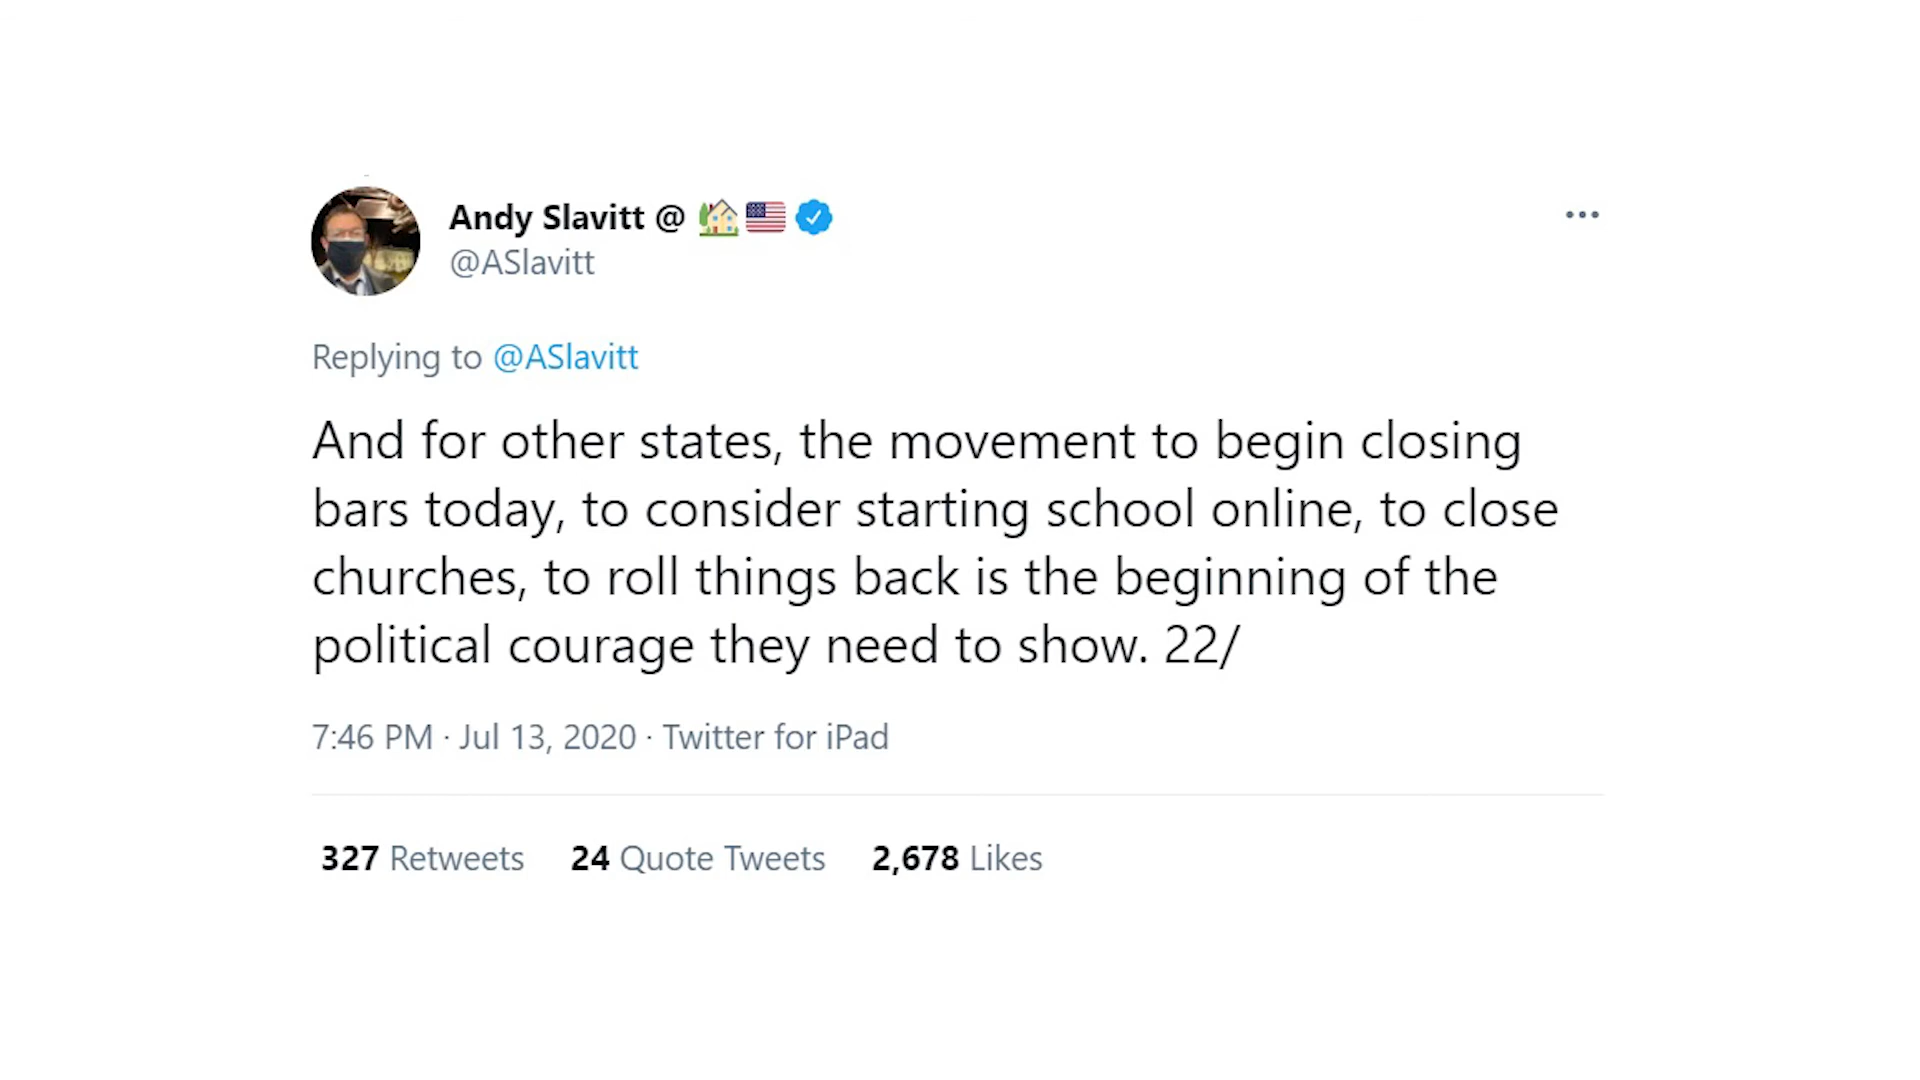 Andy Slavitt @ 🏡🇺🇸
@ASlavitt
Replying to @ASlavitt
And for other states, the movement to begin closing
bars today, to consider starting school online, to close
churches, to roll things back is the beginning of the
political courage they need to show. 22/
7:46 PM · Jul 13, 2020 · Twitter for iPad
327 Retweets 24 Quote Tweets 2,678 Likes